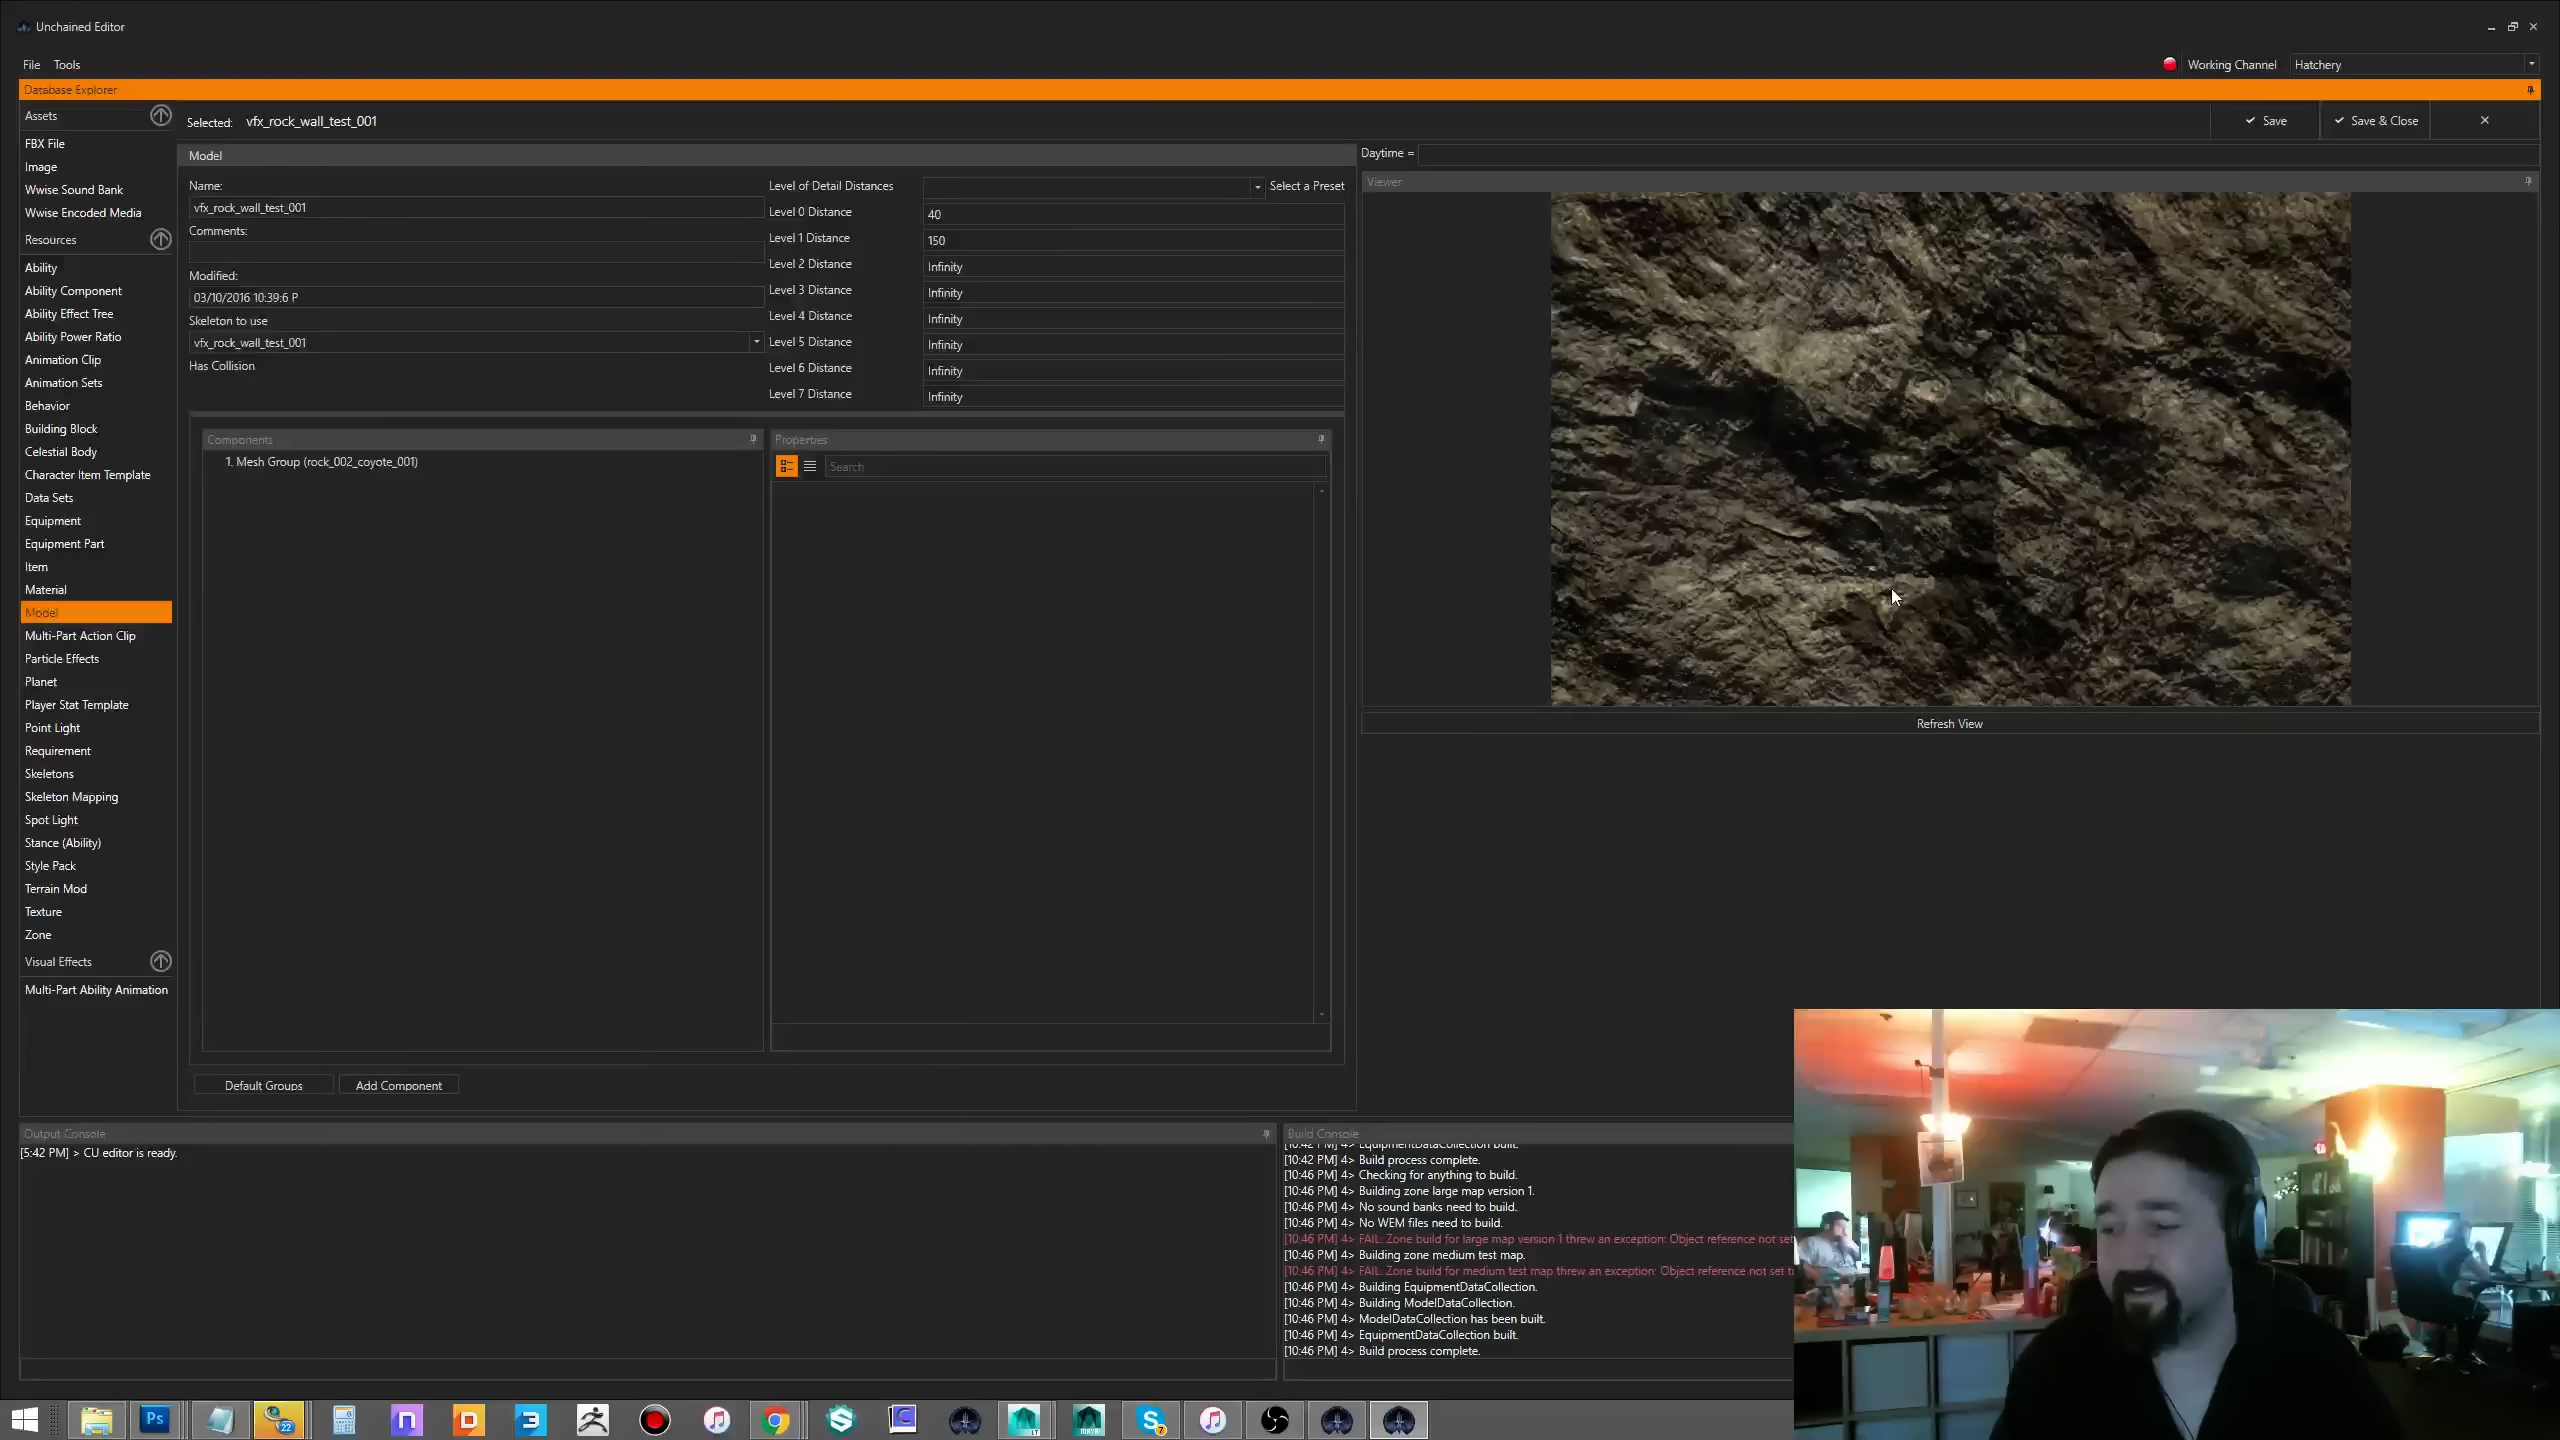 Unchained Editor
File Tools
Working Channel Hatchery
Database Explorer
Assets
FBX File
Image
Wwise Sound Bank
Wwise Encoded Media
Resources
Ability
Ability Component
Ability Effect Tree
Ability Power Ratio
Animation Clip
Animation Sets
Behavior
Building Block
Celestial Body
Character Item Template
Data Sets
Equipment
Equipment Part
Item
Material
Model
Multi-Part Action Clip
Particle Effects
Planet
Player Stat Template
Point Light
Requirement
Skeletons
Skeleton Mapping
Spot Light
Stance (Ability)
Style Pack
Terrain Mod
Texture
Zone
Visual Effects
Multi-Part Ability Animation
Selected: vfx_rock_wall_test_001
Save
Save & Close
Model
Name:
vfx_rock_wall_test_001
Comments:
Modified:
03/10/2016 10:39:6 P
Skeleton to use
vfx_rock_wall_test_001
Has Collision
Level of Detail Distances Select a Preset
Level 0 Distance 40
Level 1 Distance 150
Level 2 Distance Infinity
Level 3 Distance Infinity
Level 4 Distance Infinity
Level 5 Distance Infinity
Level 6 Distance Infinity
Level 7 Distance Infinity
Components
1. Mesh Group (rock_002_coyote_001)
Properties
Search
Default Groups
Add Component
Daytime =
Viewer
Refresh View
Output Console
[5:42 PM] > CU editor is ready.
Build Console
[10:42 PM] 4> EquipmentDataCollection built.
[10:42 PM] 4> Build process complete.
[10:46 PM] 4> Checking for anything to build.
[10:46 PM] 4> Building zone large map version 1.
[10:46 PM] 4> No sound banks need to build.
[10:46 PM] 4> No WEM files need to build.
[10:46 PM] 4> FAIL: Zone build for large map version 1 threw an exception: Object reference not set
[10:46 PM] 4> Building zone medium test map.
[10:46 PM] 4> FAIL: Zone build for medium test map threw an exception: Object reference not set
[10:46 PM] 4> Building EquipmentDataCollection.
[10:46 PM] 4> Building ModelDataCollection.
[10:46 PM] 4> ModelDataCollection has been built.
[10:46 PM] 4> EquipmentDataCollection built.
[10:46 PM] 4> Build process complete.
Ps
22
LT
MAYA
7